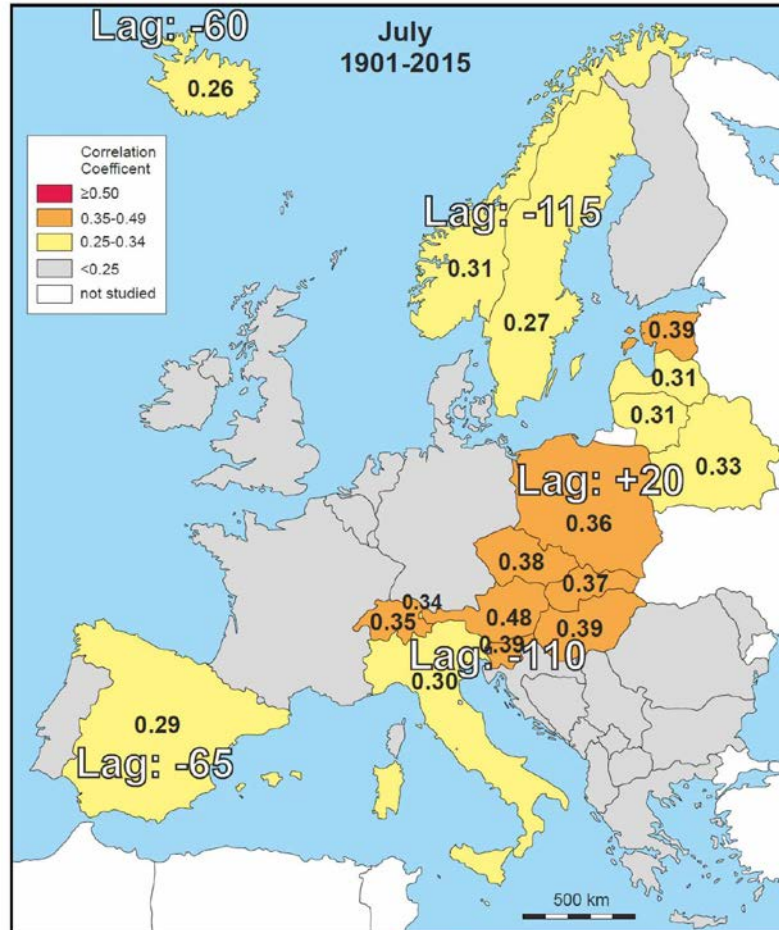 Lag: -60
July
1901-2015
0.26
Correlation
Coefficent
≥0.50
0.35-0.49
0.25-0.34
<0.25
not studied
Lag: -115
0.31
0.27
0.39
0.31
0.31
0.33
Lag: +20
0.36
0.38
0.37
0.34
0.35
0.48
0.39
0.39
Lag: -110
0.30
0.29
Lag: -65
500 km